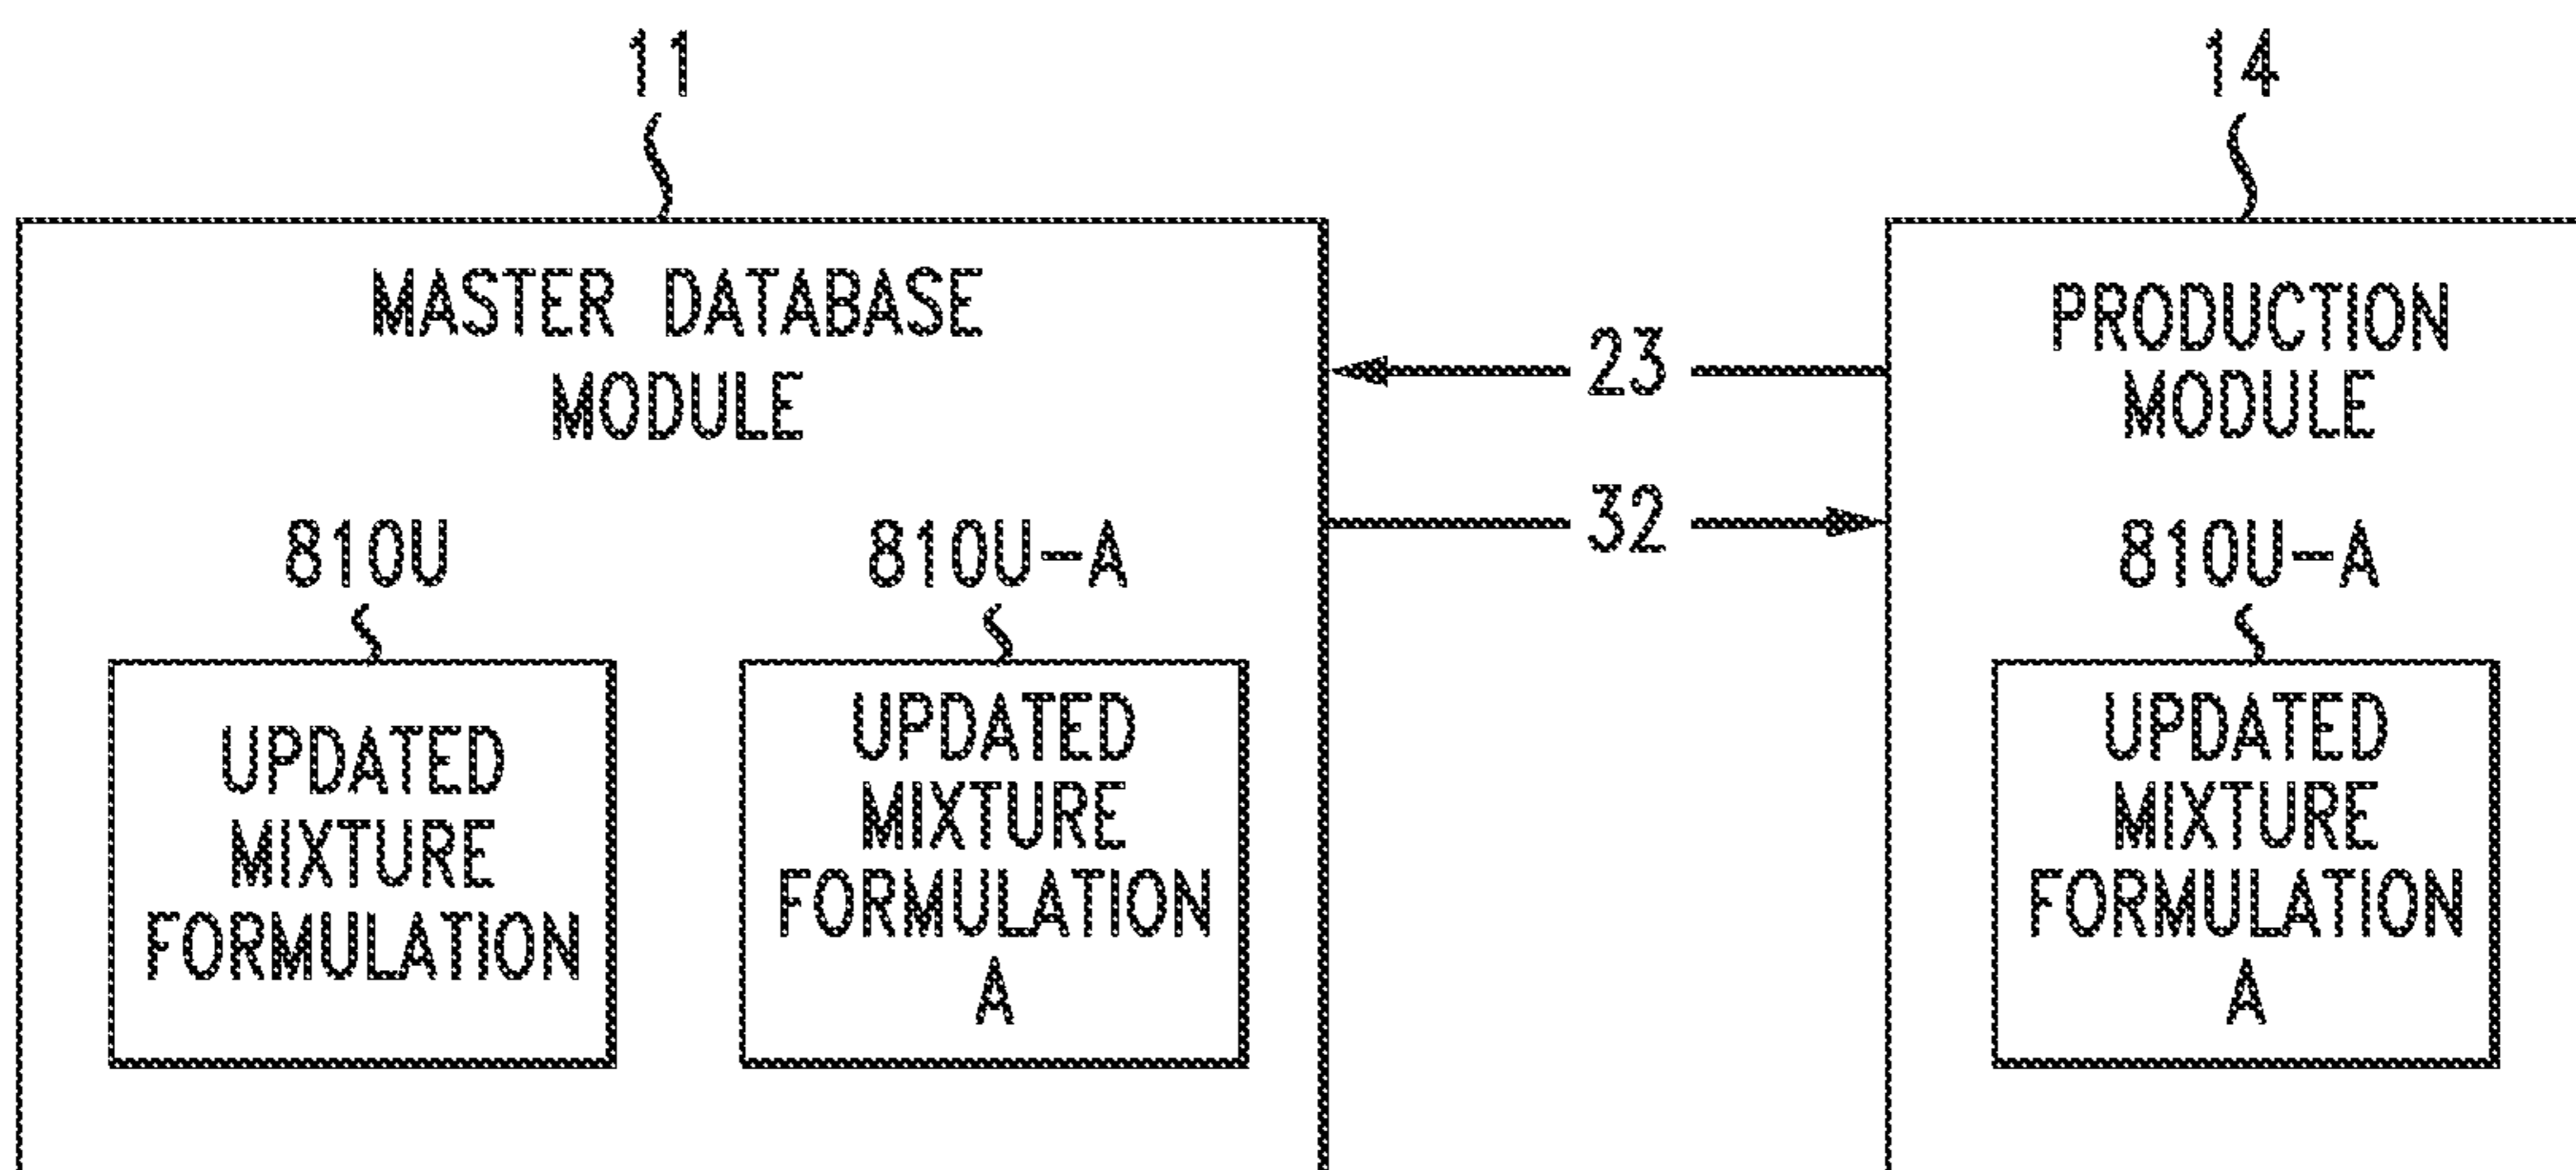 11
14
MASTER DATABASE
MODULE
PRODUCTION
MODULE
23
32
810U
810U-A
810U-A
UPDATED
MIXTURE
FORMULATION
UPDATED
MIXTURE
FORMULATION
A
UPDATED
MIXTURE
FORMULATION
A